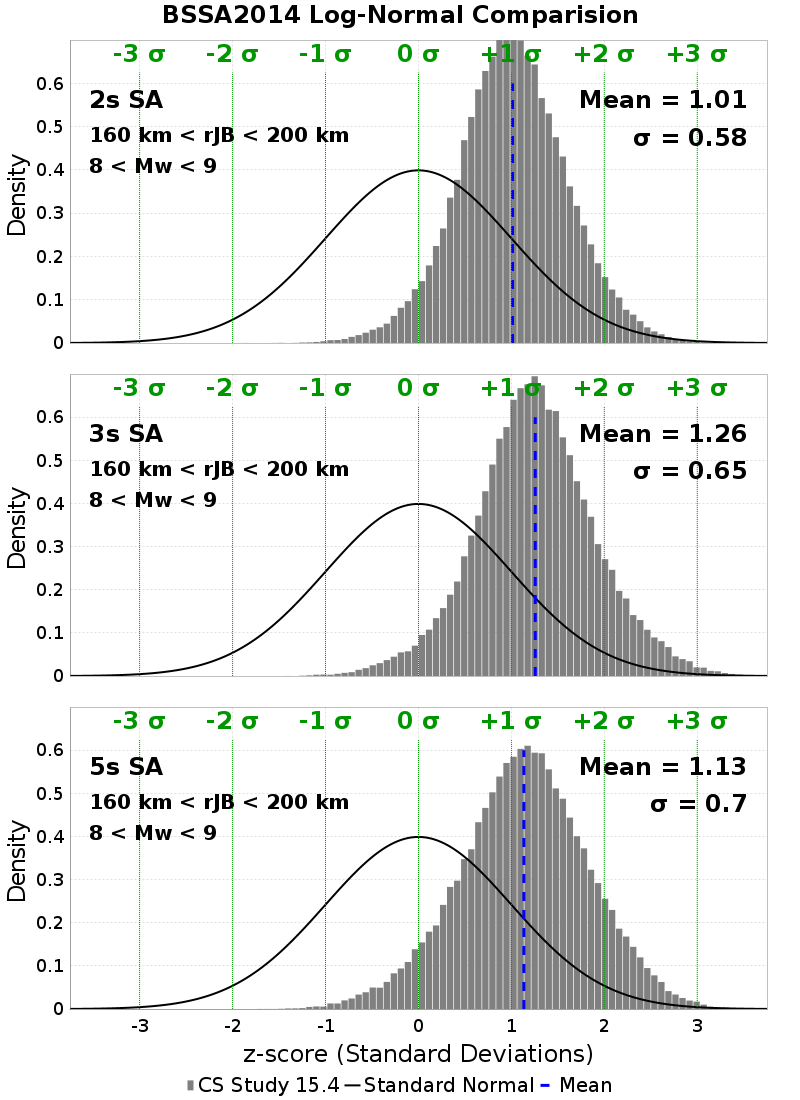 BSSA2014 Log-Normal Comparision
-3 σ -2 σ -1 σ 0 σ +1 σ +2 σ +3 σ
2s SA Mean = 1.01
160 km < rJB < 200 km σ = 0.58
8 < Mw < 9
0.6
0.5
0.4
0.3
0.2
0.1
0
Density
-3 σ -2 σ -1 σ 0 σ +1 σ +2 σ +3 σ
3s SA Mean = 1.26
160 km < rJB < 200 km σ = 0.65
8 < Mw < 9
0.6
0.5
0.4
0.3
0.2
0.1
0
Density
-3 σ -2 σ -1 σ 0 σ +1 σ +2 σ +3 σ
5s SA Mean = 1.13
160 km < rJB < 200 km σ = 0.7
8 < Mw < 9
0.6
0.5
0.4
0.3
0.2
0.1
0
Density
-3 -2 -1 0 1 2 3
z-score (Standard Deviations)
CS Study 15.4 Standard Normal Mean